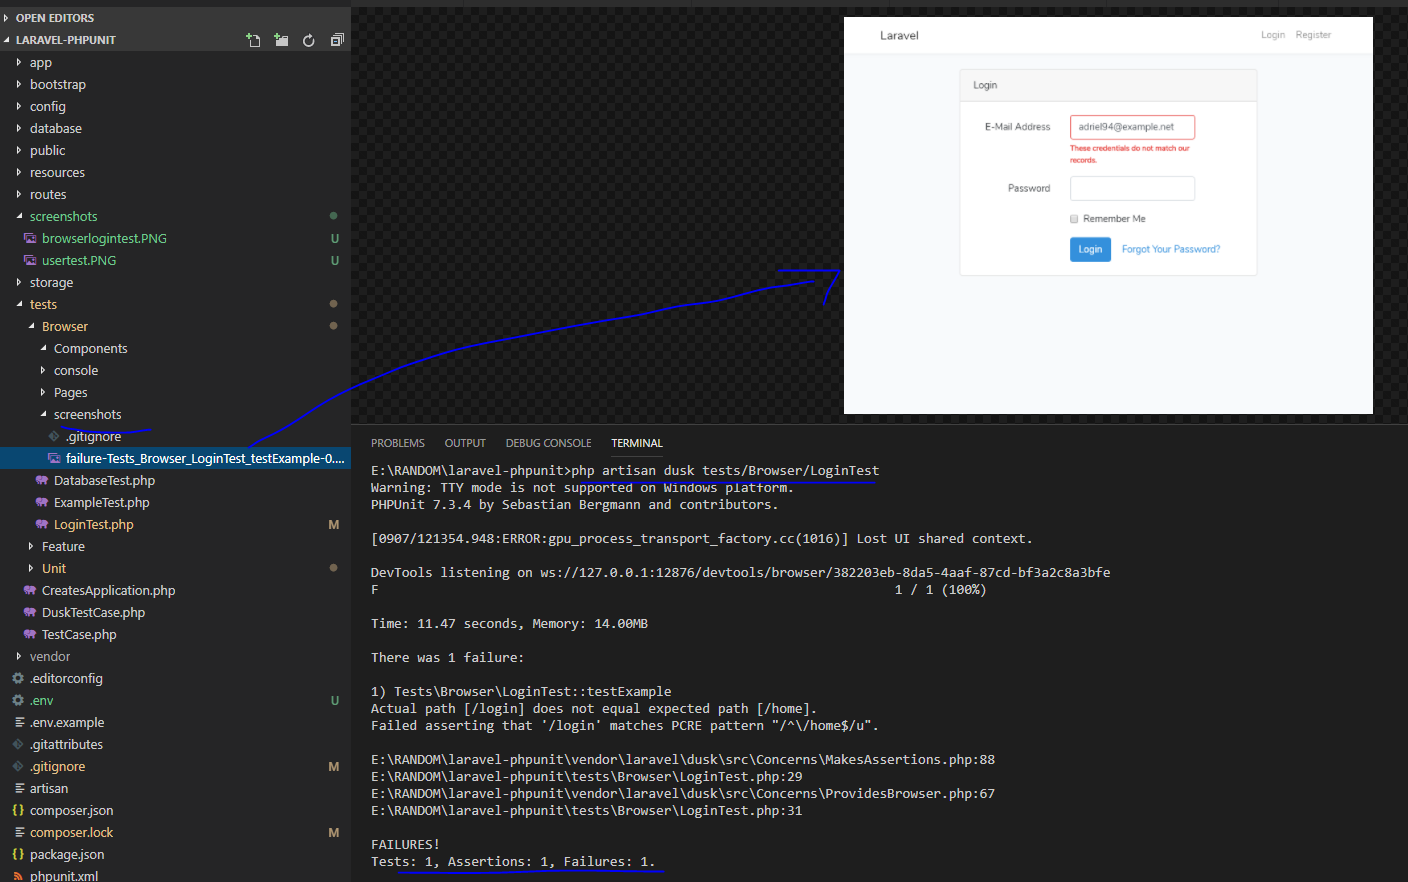 OPEN EDITORS
LARAVEL-PHPUNIT
app
bootstrap
config
database
public
resources
routes
screenshots
browserlogintest.PNG U
usertest.PNG U
storage
tests
Browser
Components
console
Pages
screenshots
.gitignore
failure-Tests_Browser_LoginTest_testExample-0....
DatabaseTest.php
ExampleTest.php
LoginTest.php M
Feature
Unit
CreatesApplication.php
DuskTestCase.php
TestCase.php
vendor
.editorconfig
.env U
.env.example
.gitattributes
.gitignore M
artisan
composer.json
composer.lock M
package.json
phpunit.xml
Laravel Login Register
Login
E-Mail Address adriel94@example.net
These credentials do not match our
records.
Password
Remember Me
Login Forgot Your Password?
PROBLEMS OUTPUT DEBUG CONSOLE TERMINAL
E:\RANDOM\laravel-phpunit>php artisan dusk tests/Browser/LoginTest
Warning: TTY mode is not supported on Windows platform.
PHPUnit 7.3.4 by Sebastian Bergmann and contributors.
[0907/121354.948:ERROR:gpu_process_transport_factory.cc(1016)] Lost UI shared context.
DevTools listening on ws://127.0.0.1:12876/devtools/browser/382203eb-8da5-4aaf-87cd-bf3a2c8a3bfe
F 1 / 1 (100%)
Time: 11.47 seconds, Memory: 14.00MB
There was 1 failure:
1) Tests\Browser\LoginTest::testExample
Actual path [/login] does not equal expected path [/home].
Failed asserting that '/login' matches PCRE pattern "/^\/home$/u".
E:\RANDOM\laravel-phpunit\vendor\laravel\dusk\src\Concerns\MakesAssertions.php:88
E:\RANDOM\laravel-phpunit\tests\Browser\LoginTest.php:29
E:\RANDOM\laravel-phpunit\vendor\laravel\dusk\src\Concerns\ProvidesBrowser.php:67
E:\RANDOM\laravel-phpunit\tests\Browser\LoginTest.php:31
FAILURES!
Tests: 1, Assertions: 1, Failures: 1.